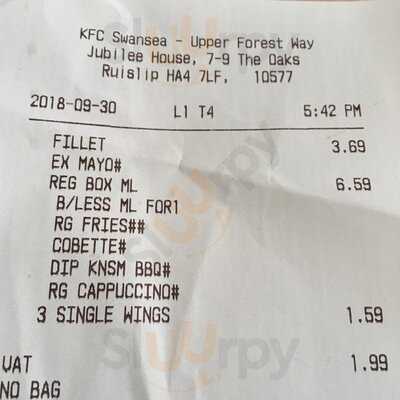 KFC Swansea - Upper Forest Way
Jubilee House, 7-9 The Oaks
Ruislip HA4 7LF, 10577
2018-09-30 L1 T4 5:42 PM
FILLET 3.69
EX MAYO#
REG BOX ML 6.59
B/LESS ML FOR1
RG FRIES##
COBETTE#
DIP KNSM BBQ#
RG CAPPUCCINO#
3 SINGLE WINGS 1.59
VAT 1.99
NO BAG
Sluurpy
Sluurpy